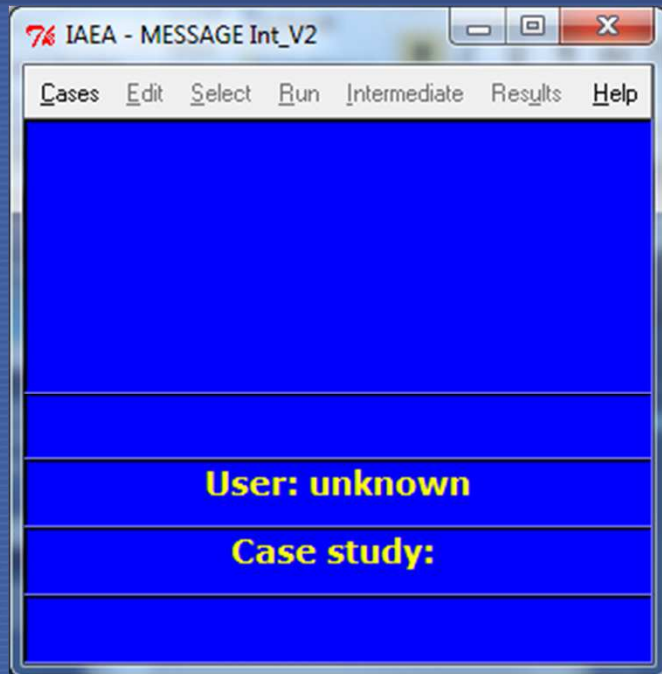 IAEA - MESSAGE Int_V2
Cases Edit Select Run Intermediate Results Help
User: unknown
Case study: